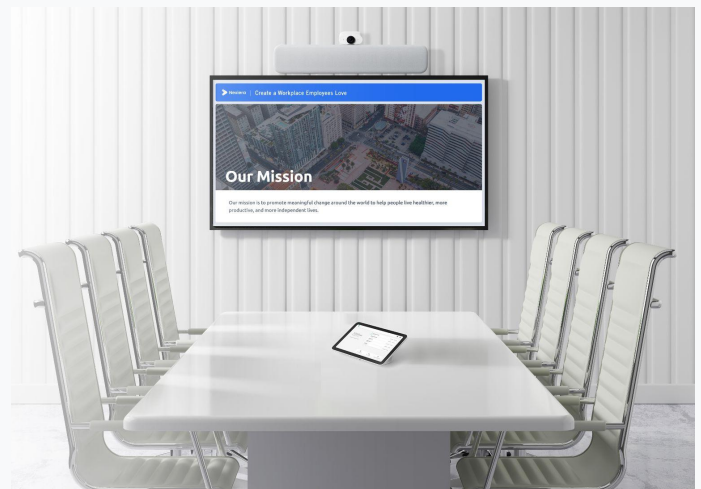 Create a Workplace Employees Love
Our Mission
Our mission is to promote meaningful change around the world to help people live healthier, more
productive, and more independent lives.